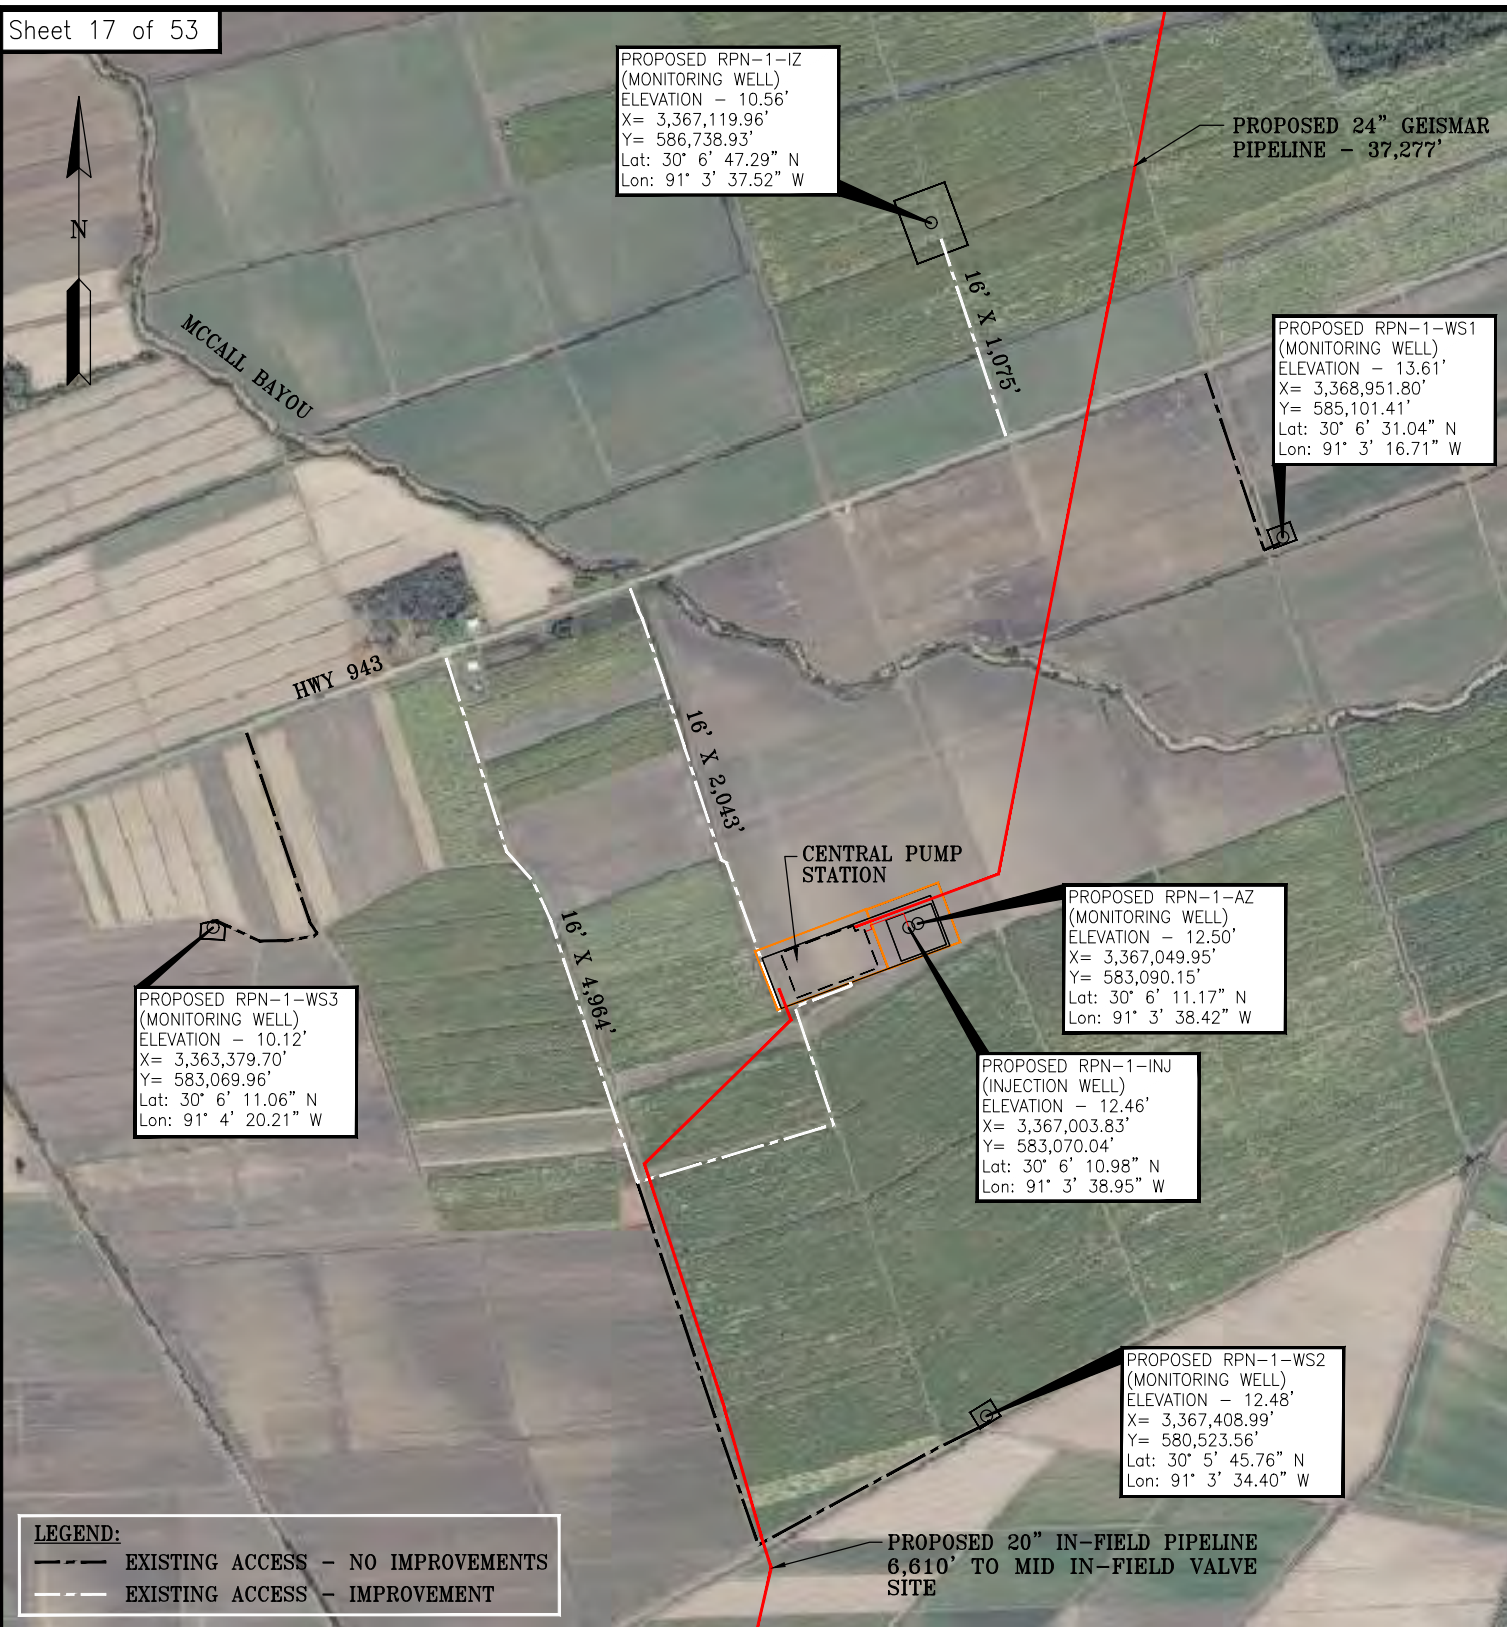 Sheet 17 of 53
PROPOSED RPN-1-IZ
(MONITORING WELL)
ELEVATION - 10.56'
X= 3,367,119.96'
Y= 586,738.93'
Lat: 30° 6' 47.29" N
Lon: 91° 3' 37.52" W
PROPOSED 24" GEISMAR
PIPELINE - 37,277'
N
MCCALL BAYOU
16' X 1,075'
PROPOSED RPN-1-WS1
(MONITORING WELL)
ELEVATION - 13.61'
X= 3,368,951.80'
Y= 585,101.41'
Lat: 30° 6' 31.04" N
Lon: 91° 3' 16.71" W
HWY 943
16' X 2,043'
CENTRAL PUMP
STATION
16' X 4,964'
PROPOSED RPN-1-AZ
(MONITORING WELL)
ELEVATION - 12.50'
X= 3,367,049.95'
Y= 583,090.15'
Lat: 30° 6' 11.17" N
Lon: 91° 3' 38.42" W
PROPOSED RPN-1-WS3
(MONITORING WELL)
ELEVATION - 10.12'
X= 3,363,379.70'
Y= 583,069.96'
Lat: 30° 6' 11.06" N
Lon: 91° 4' 20.21" W
PROPOSED RPN-1-INJ
(INJECTION WELL)
ELEVATION - 12.46'
X= 3,367,003.83'
Y= 583,070.04'
Lat: 30° 6' 10.98" N
Lon: 91° 3' 38.95" W
PROPOSED RPN-1-WS2
(MONITORING WELL)
ELEVATION - 12.48'
X= 3,367,408.99'
Y= 580,523.56'
Lat: 30° 5' 45.76" N
Lon: 91° 3' 34.40" W
LEGEND:
EXISTING ACCESS - NO IMPROVEMENTS
EXISTING ACCESS - IMPROVEMENT
PROPOSED 20" IN-FIELD PIPELINE
6,610' TO MID IN-FIELD VALVE
SITE